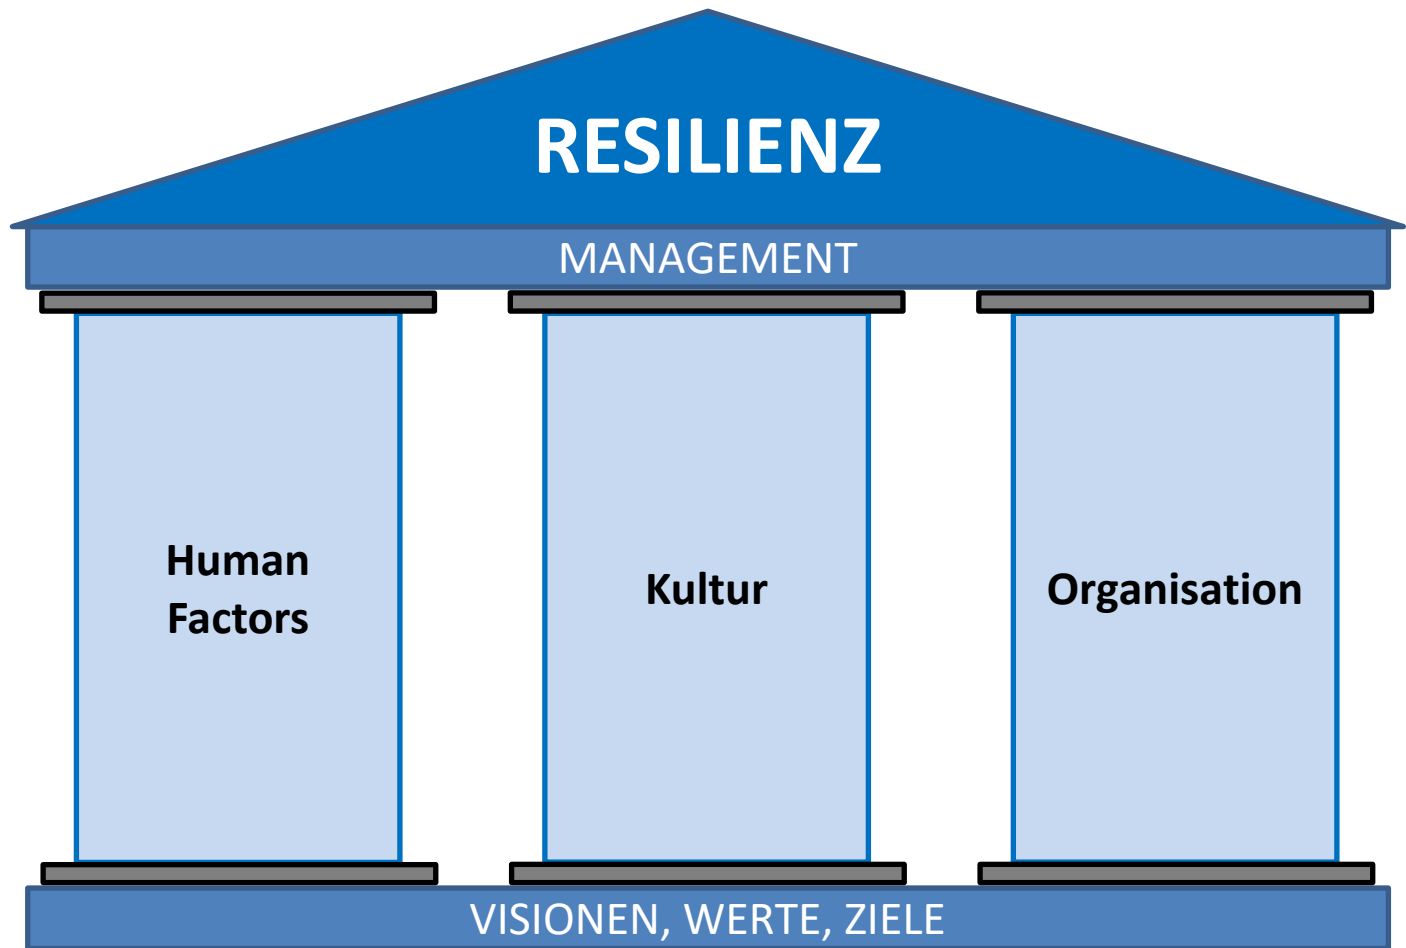 RESILIENZ
MANAGEMENT
Human
Factors
Kultur
Organisation
VISIONEN, WERTE, ZIELE